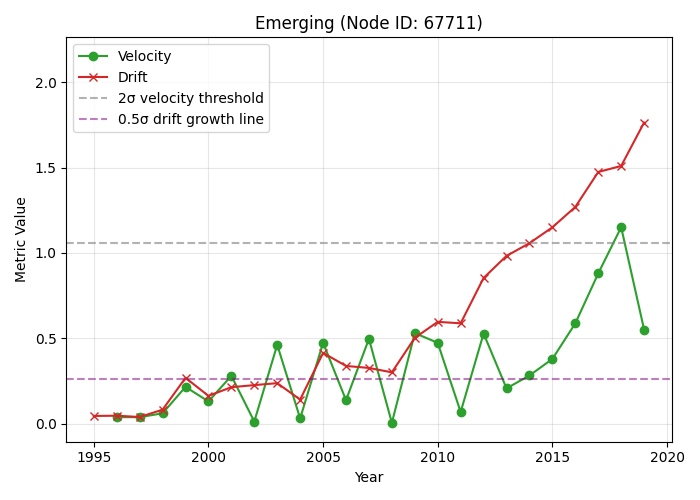 Emerging (Node ID: 67711)
Velocity
Drift
2σ velocity threshold
0.5σ drift growth line
Metric Value
2.0
1.5
1.0
0.5
0.0
1995 2000 2005 2010 2015 2020
Year